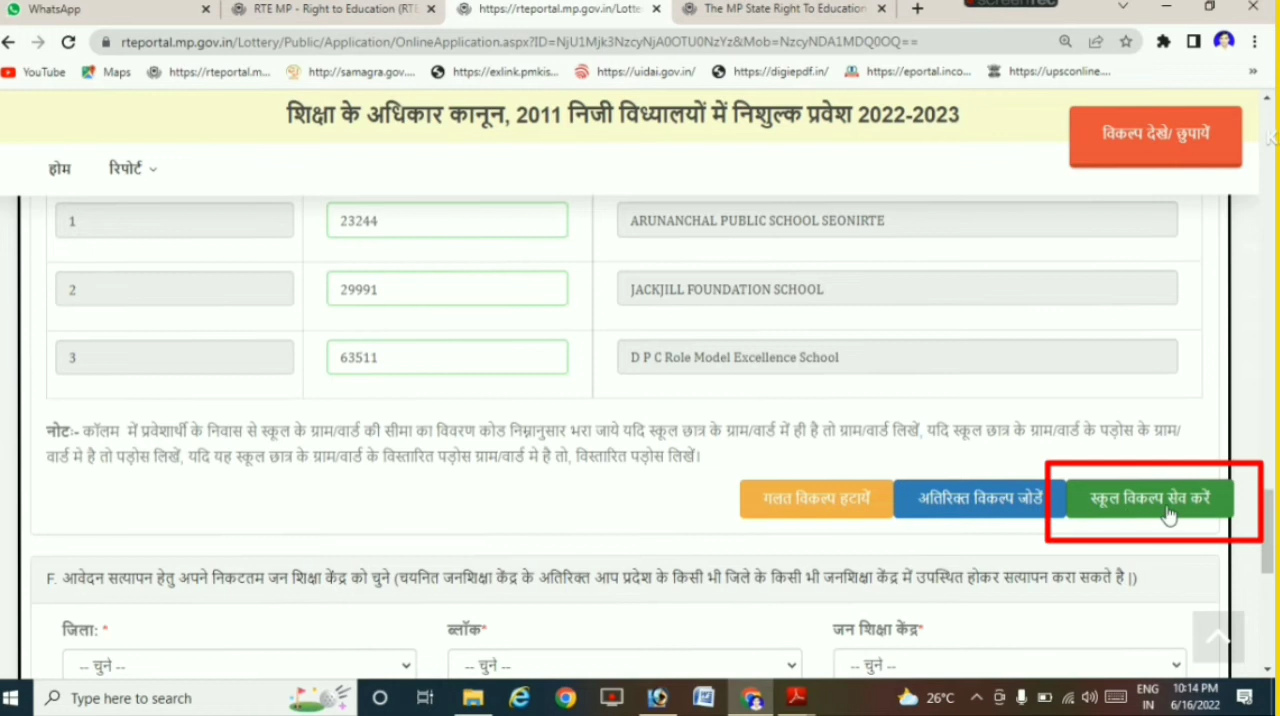 WhatsApp
RTE MP - Right to Education (RTE
https://rteportal.mp.gov.in/Lotte
The MP State Right To Education
rteportal.mp.gov.in/Lottery/Public/Application/OnlineApplication.aspx?ID=NjU1Mjk3NzcyNjA0OTU0NzYz&Mob=NzcyNDA1MDQ0OQ==
YouTube
Maps
https://rteportal.m...
http://samagra.gov....
https://exlink.pmkis...
https://uidai.gov.in/
https://digiepdf.in/
https://eportal.inco...
https://upsconline....
शिक्षा के अधिकार कानून, 2011 निजी विध्यालयों में निशुल्क प्रवेश 2022-2023
विकल्प देखे/ छुपायें
होम
रिपोर्ट
1 23244 ARUNANCHAL PUBLIC SCHOOL SEONIRTE
2 29991 JACKJILL FOUNDATION SCHOOL
3 63511 D P C Role Model Excellence School
नोटः- कॉलम में प्रवेशार्थी के निवास से स्कूल के ग्राम/वार्ड की सीमा का विवरण कोड निम्नानुसार भरा जाये यदि स्कूल छात्र के ग्राम/वार्ड में ही है तो ग्राम/वार्ड लिखें, यदि स्कूल छात्र के ग्राम/वार्ड के पड़ोस के ग्राम/
वार्ड मे है तो पड़ोस लिखें, यदि यह स्कूल छात्र के ग्राम/वार्ड के विस्तारित पड़ोस ग्राम/वार्ड मे है तो, विस्तारित पड़ोस लिखें।
गलत विकल्प हटायें
अतिरिक्त विकल्प जोडें
स्कूल विकल्प सेव करें
F. आवेदन सत्यापन हेतु अपने निकटतम जन शिक्षा केंद्र को चुने (चयनित जनशिक्षा केंद्र के अतिरिक्त आप प्रदेश के किसी भी जिले के किसी भी जनशिक्षा केंद्र में उपस्थित होकर सत्यापन करा सकते है |)
जिला: *
ब्लॉक*
जन शिक्षा केंद्र*
-- चुने --
-- चुने --
-- चुने --
Type here to search
26°C
ENG
IN
10:14 PM
6/16/2022